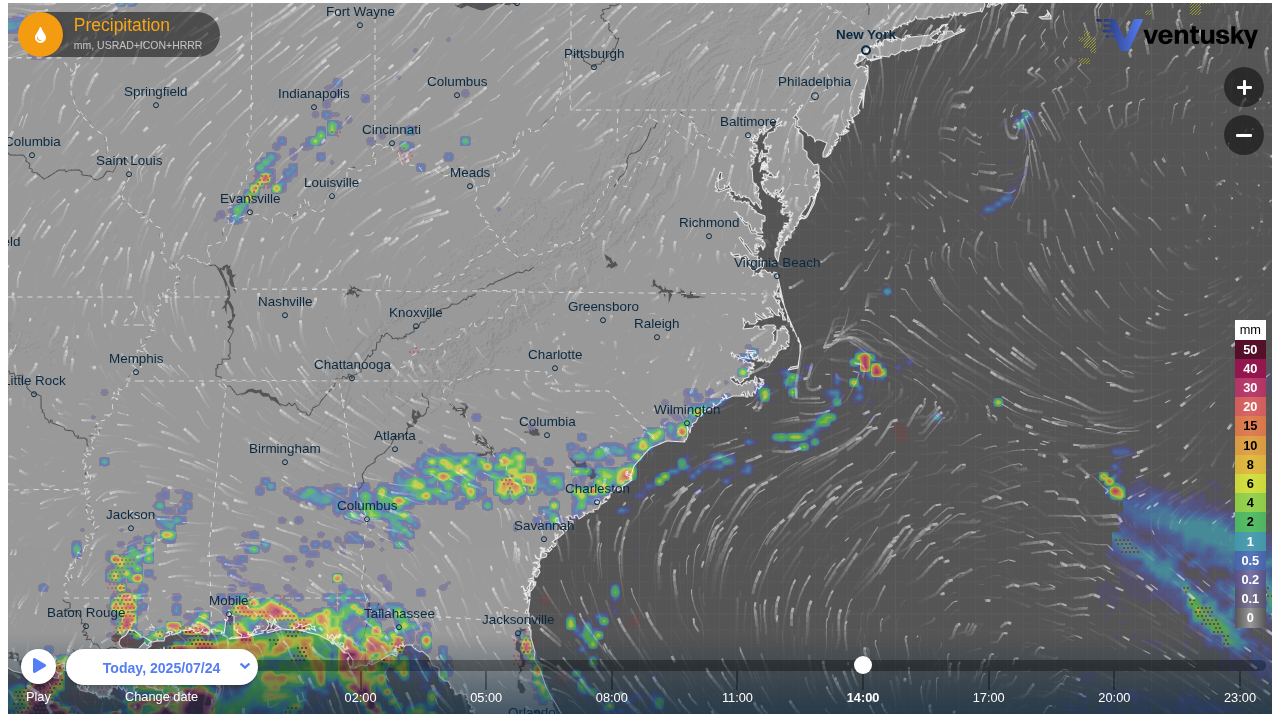 Precipitation
mm, USRAD+ICON+HRRR
Fort Wayne
New York
ventusky
Pittsburgh
Springfield
Indianapolis
Columbus
Philadelphia
+
Columbia
Cincinnati
Baltimore
−
Saint Louis
Louisville
Meads
Evansville
Richmond
eld
Virginia Beach
Nashville
Knoxville
Greensboro
Raleigh
mm
50
Memphis
Chattanooga
Charlotte
40
Little Rock
30
Wilmington
20
Columbia
15
Birmingham
Atlanta
10
8
Charleston
6
Columbus
4
Jackson
Savannah
2
1
0.5
0.2
Mobile
0.1
Baton Rouge
Tallahassee
Jacksonville
0
Today, 2025/07/24
Play
Change date
02:00
05:00
08:00
11:00
14:00
17:00
20:00
23:00
Orlando